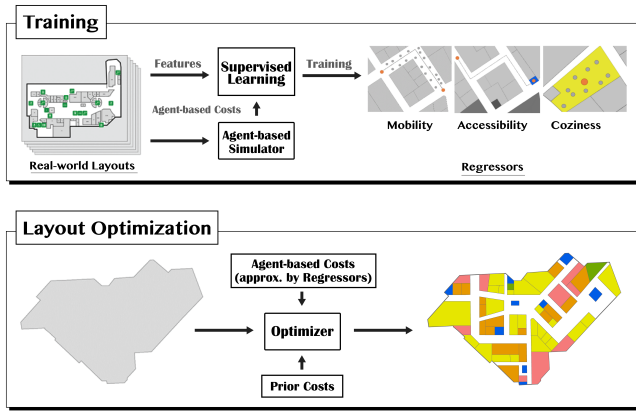 Training
Features
Supervised
Learning
Training
Agent-based Costs
Agent-based
Simulator
Real-world Layouts
Mobility
Accessibility
Coziness
Regressors
Layout Optimization
Agent-based Costs
(approx. by Regressors)
Optimizer
Prior Costs